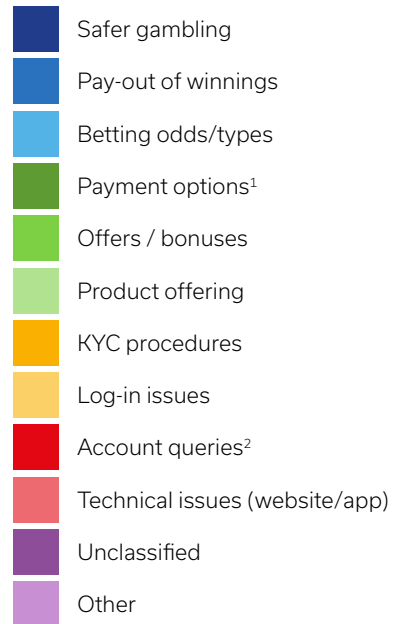 Safer gambling
Pay-out of winnings
Betting odds/types
Payment options¹
Offers / bonuses
Product offering
KYC procedures
Log-in issues
Account queries²
Technical issues (website/app)
Unclassified
Other